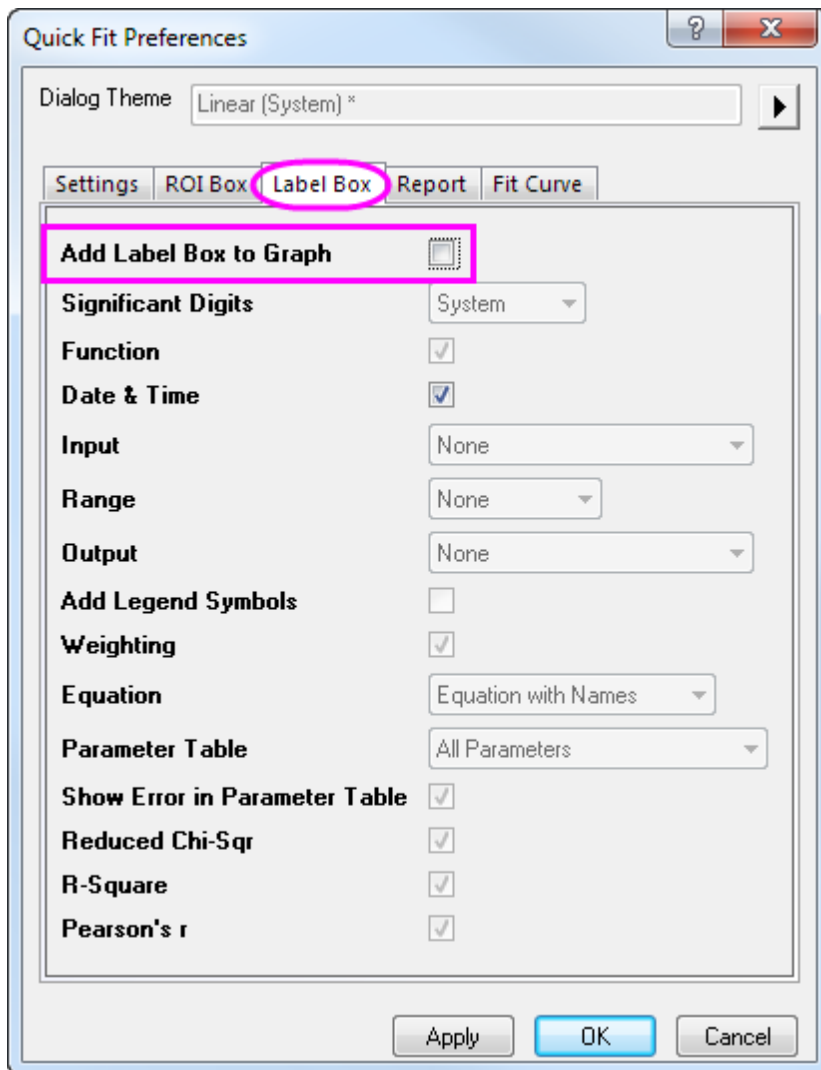 Quick Fit Preferences
Dialog Theme Linear (System) *
Settings ROI Box Label Box Report Fit Curve
Add Label Box to Graph
Significant Digits System
Function
Date & Time
Input None
Range None
Output None
Add Legend Symbols
Weighting
Equation Equation with Names
Parameter Table All Parameters
Show Error in Parameter Table
Reduced Chi-Sqr
R-Square
Pearson's r
Apply OK Cancel